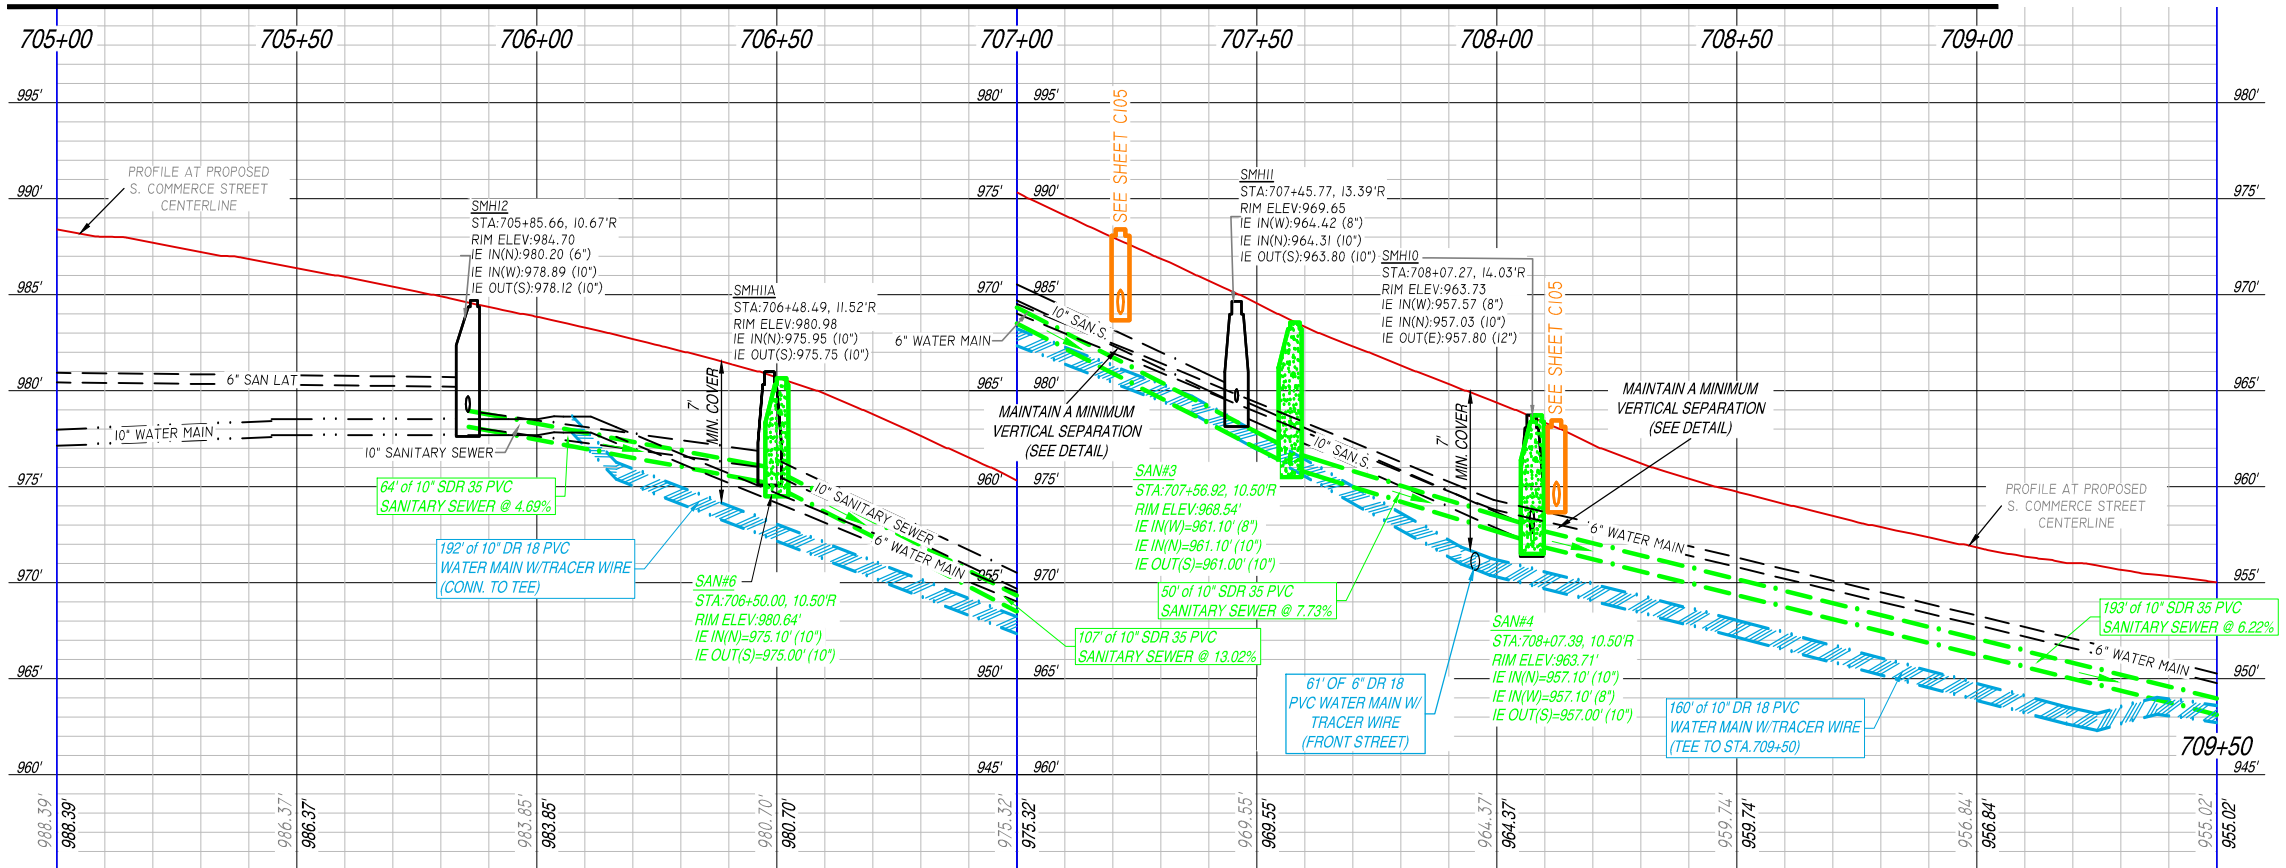 705+00
705+50
706+00
706+50
707+00
707+50
708+00
708+50
709+00
995'
980'
995'
980'
PROFILE AT PROPOSED
S. COMMERCE STREET
CENTERLINE
990'
975'
990'
975'
SMH12
STA:705+85.66, 10.67'R
RIM ELEV:984.70
IE IN(N):980.20 (6")
IE IN(W):978.89 (10")
IE OUT(S):978.12 (10")
SEE SHEET C105
SMH11
STA:707+45.77, 13.39'R
RIM ELEV:969.65
IE IN(W):964.42 (8")
IE IN(N):964.31 (10")
IE OUT(S):963.80 (10")
SMH10
STA:708+07.27, 14.03'R
RIM ELEV:963.73
IE IN(W):957.57 (8")
IE IN(N):957.03 (10")
IE OUT(E):957.80 (12")
SEE SHEET C105
985'
970'
985'
970'
SMH11A
STA:706+48.49, 11.52'R
RIM ELEV:980.98
IE IN(N):975.95 (10")
IE OUT(S):975.75 (10")
6" WATER MAIN
10" SAN.S.
6" SAN LAT
980'
965'
980'
965'
7'
MIN. COVER
MAINTAIN A MINIMUM
VERTICAL SEPARATION
(SEE DETAIL)
7'
MIN. COVER
MAINTAIN A MINIMUM
VERTICAL SEPARATION
(SEE DETAIL)
10" WATER MAIN
10" SANITARY SEWER
10" SAN.S.
975'
960'
975'
960'
64' of 10" SDR 35 PVC
SANITARY SEWER @ 4.69%
10" SANITARY SEWER
6" WATER MAIN
SAN#3
STA:707+56.92, 10.50'R
RIM ELEV:968.54'
IE IN(W)=961.10' (8")
IE IN(N)=961.10' (10")
IE OUT(S)=961.00' (10")
PROFILE AT PROPOSED
S. COMMERCE STREET
CENTERLINE
6" WATER MAIN
192' of 10" DR 18 PVC
WATER MAIN W/TRACER WIRE
(CONN. TO TEE)
970'
955'
970'
955'
SAN#6
STA:706+50.00, 10.50'R
RIM ELEV:980.64'
IE IN(N)=975.10' (10")
IE OUT(S)=975.00' (10")
50' of 10" SDR 35 PVC
SANITARY SEWER @ 7.73%
107' of 10" SDR 35 PVC
SANITARY SEWER @ 13.02%
SAN#4
STA:708+07.39, 10.50'R
RIM ELEV:963.71'
IE IN(N)=957.10' (10")
IE IN(W)=957.10' (8")
IE OUT(S)=957.00' (10")
193' of 10" SDR 35 PVC
SANITARY SEWER @ 6.22%
6" WATER MAIN
965'
950'
965'
950'
61' OF 6" DR 18
PVC WATER MAIN W/
TRACER WIRE
(FRONT STREET)
160' of 10" DR 18 PVC
WATER MAIN W/TRACER WIRE
(TEE TO STA.709+50)
709+50
960'
945'
960'
945'
988.39'
988.39'
986.37'
986.37'
983.85'
983.85'
980.70'
980.70'
975.32'
975.32'
969.55'
969.55'
964.37'
964.37'
959.74'
959.74'
956.84'
956.84'
955.02'
955.02'